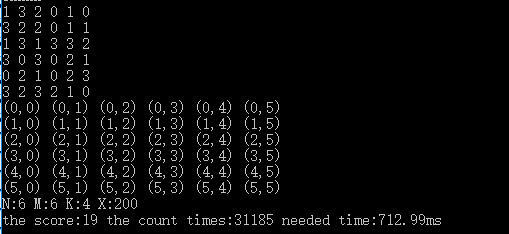 1 3 2 0 1 0
3 2 2 0 1 1
1 3 1 3 3 2
3 0 3 0 2 1
0 2 1 0 2 3
3 2 3 2 1 0
(0,0) (0,1) (0,2) (0,3) (0,4) (0,5)
(1,0) (1,1) (1,2) (1,3) (1,4) (1,5)
(2,0) (2,1) (2,2) (2,3) (2,4) (2,5)
(3,0) (3,1) (3,2) (3,3) (3,4) (3,5)
(4,0) (4,1) (4,2) (4,3) (4,4) (4,5)
(5,0) (5,1) (5,2) (5,3) (5,4) (5,5)
N:6 M:6 K:4 X:200
the score:19 the count times:31185 needed time:712.99ms